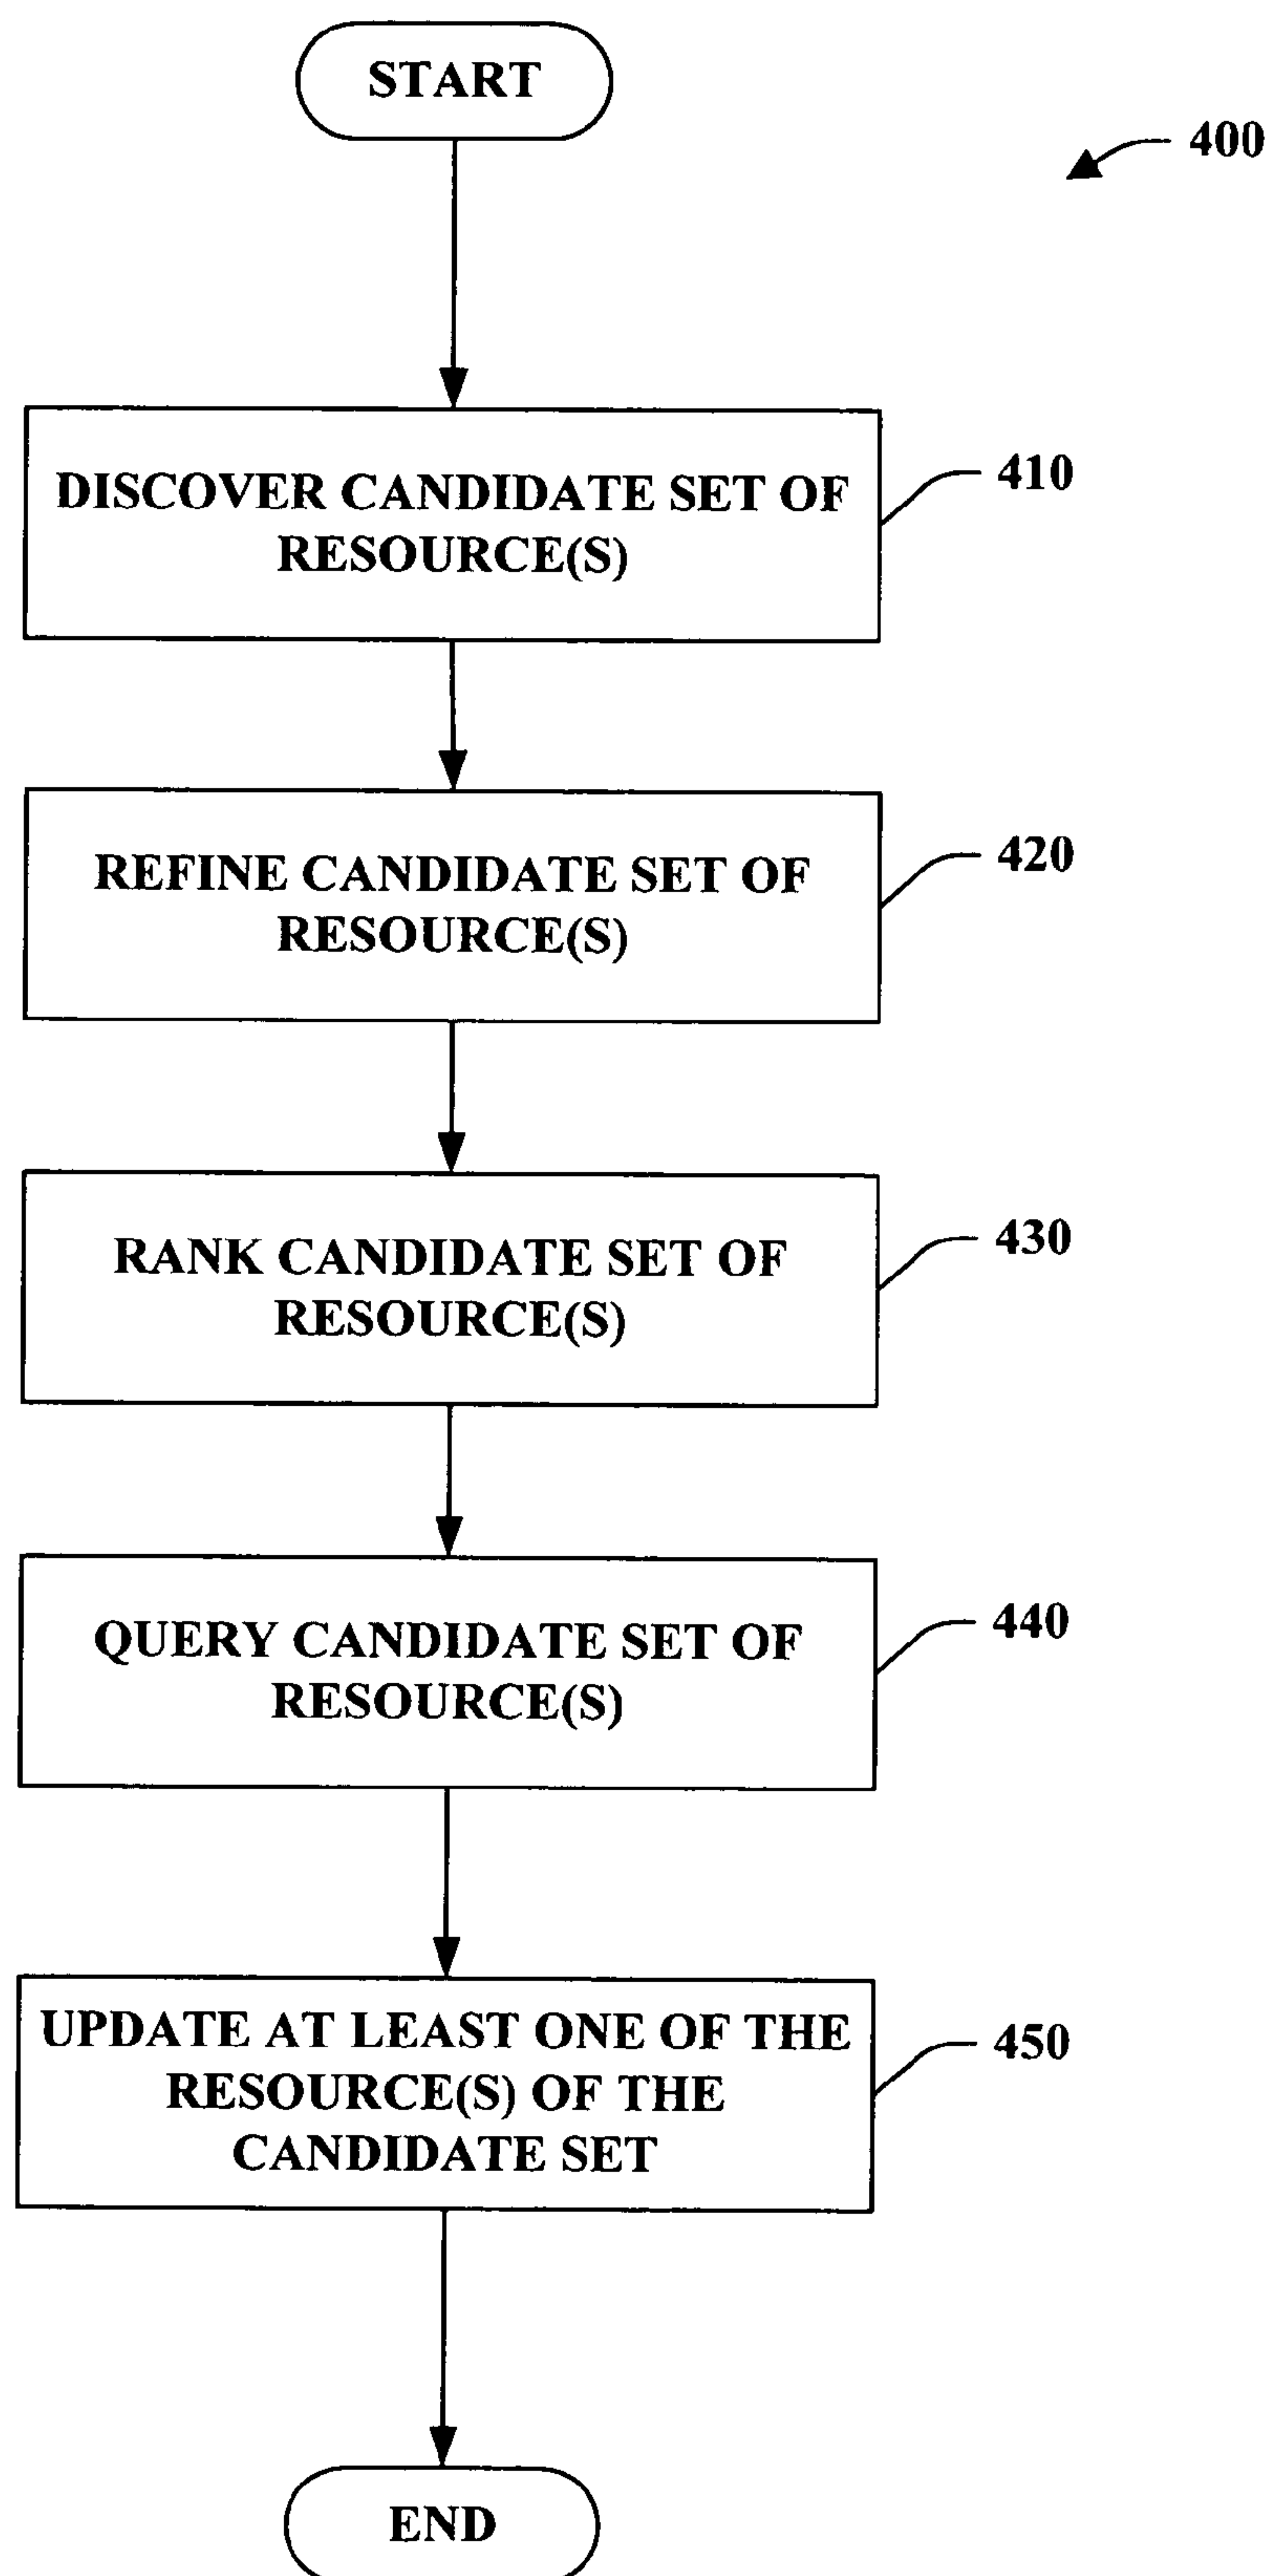 START
400
DISCOVER CANDIDATE SET OF
RESOURCE(S)
410
REFINE CANDIDATE SET OF
RESOURCE(S)
420
RANK CANDIDATE SET OF
RESOURCE(S)
430
QUERY CANDIDATE SET OF
RESOURCE(S)
440
UPDATE AT LEAST ONE OF THE
RESOURCE(S) OF THE
CANDIDATE SET
450
END